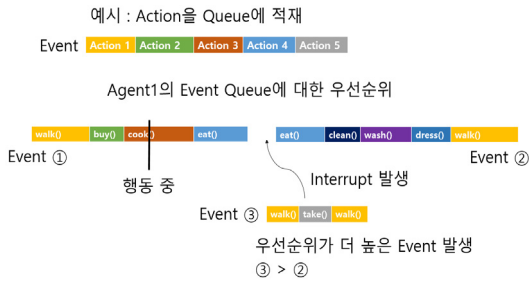 예시 : Action을 Queue에 적재
Event Action 1 Action 2 Action 3 Action 4 Action 5
Agent1의 Event Queue에 대한 우선순위
walk() buy() cook() eat() eat() clean() wash() dress() walk()
Event ① Event ②
행동 중
Interrupt 발생
Event ③ walk() take() walk()
우선순위가 더 높은 Event 발생
③ > ②